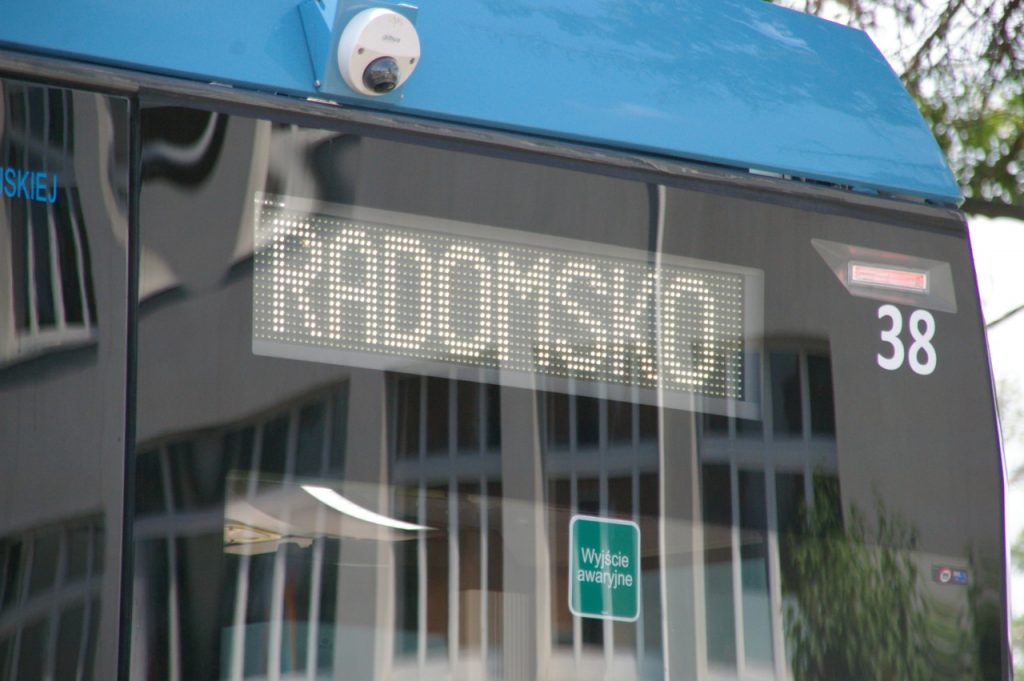 SKIEJ
RADOMSKO
38
Wyjście
awaryjne